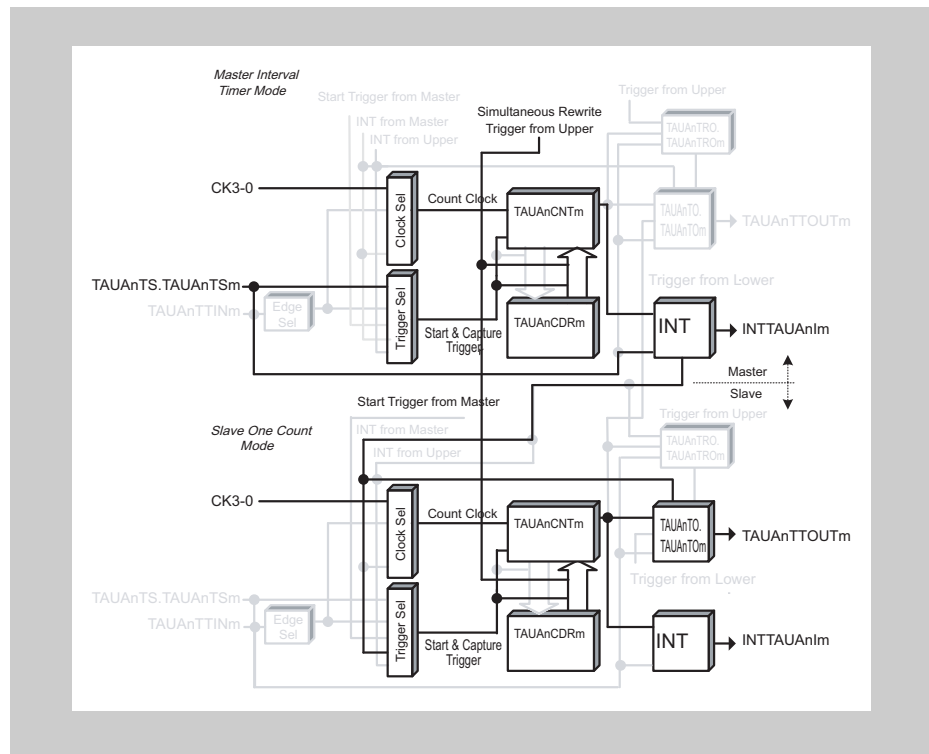 Master Interval
Timer Mode
Start Trigger from Master
INT from Master
INT from Upper
Simultaneous Rewrite
Trigger from Upper
Trigger from Upper
TAUAnTRO.
TAUAnTROm
CK3-0
Clock Sel
Count Clock
TAUAnCNTm
TAUAnTO.
TAUAnTOm
TAUAnTTOUTm
TAUAnTS.TAUAnTSm
TAUAnTTINm
Edge
Sel
Trigger Sel
Start & Capture
Trigger
TAUAnCDRm
Trigger from Lower
INT
INTTAUAnIm
Master
Slave
Start Trigger from Master
Slave One Count
Mode
INT from Master
INT from Upper
Trigger from Upper
TAUAnTRO.
TAUAnTROm
CK3-0
Clock Sel
Count Clock
TAUAnCNTm
TAUAnTO.
TAUAnTOm
TAUAnTTOUTm
Trigger from Lower
TAUAnTS.TAUAnTSm
TAUAnTTINm
Edge
Sel
Trigger Sel
Start & Capture
Trigger
TAUAnCDRm
INT
INTTAUAnIm